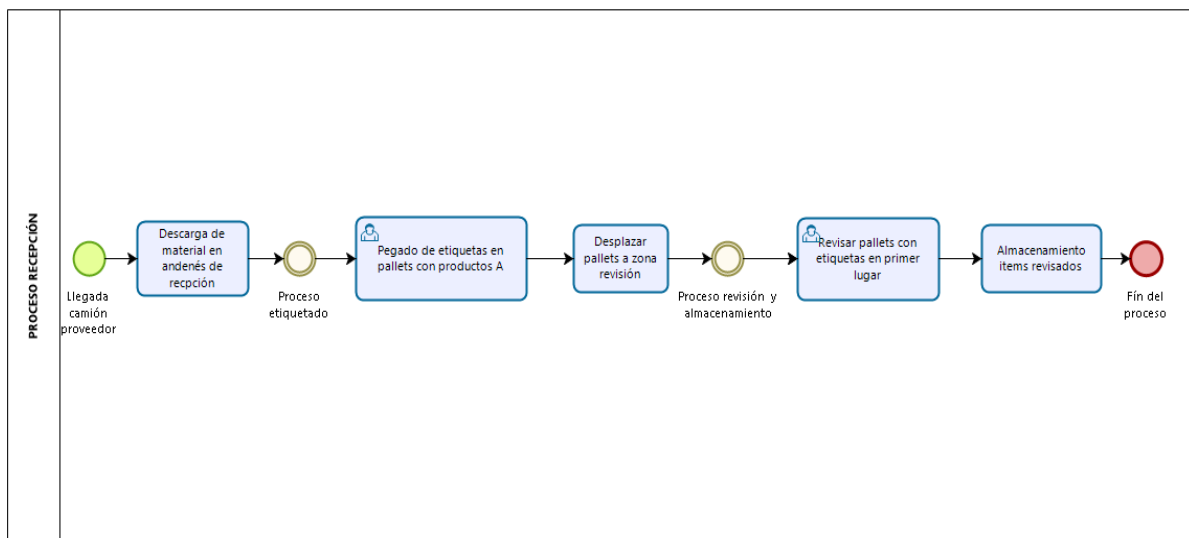 PROCESO RECEPCIÓN
Llegada
camión
proveedor
Descarga de
material en
andenés de
recpción
Proceso
etiquetado
Pegado de etiquetas en
pallets con productos A
Desplazar
pallets a zona
revisión
Proceso revisión y
almacenamiento
Revisar pallets con
etiquetas en primer
lugar
Almacenamiento
items revisados
Fín del
proceso